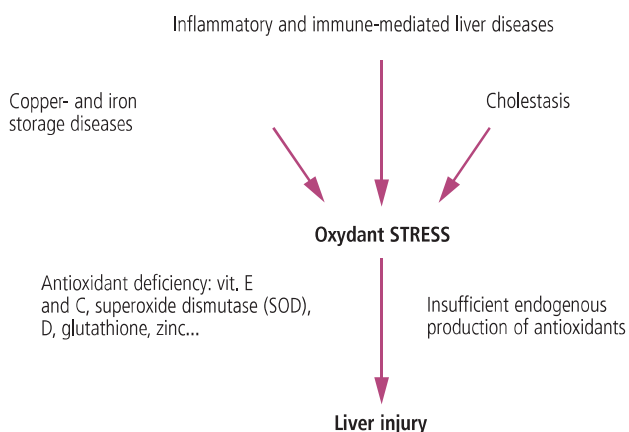 Inflammatory and immune-mediated liver diseases
Copper- and iron
storage diseases
Cholestasis
Oxydant STRESS
Antioxidant deficiency: vit. E
and C, superoxide dismutase (SOD),
D, glutathione, zinc...
Insufficient endogenous
production of antioxidants
Liver injury